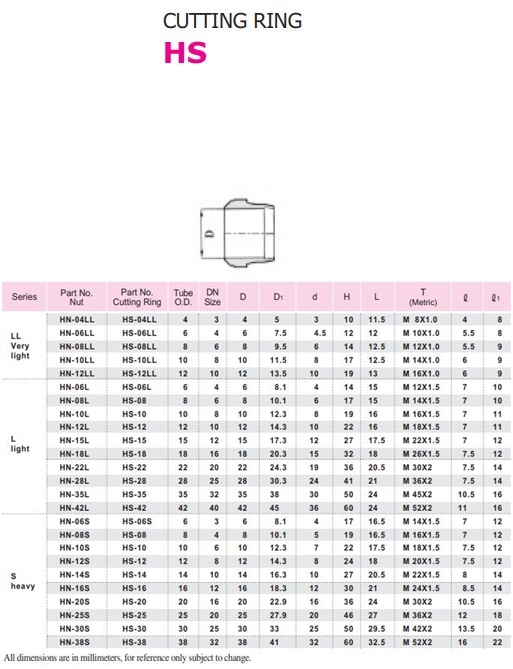 CUTTING RING
HS
D
Series Part No. Nut Part No. Cutting Ring Tube O.D. DN Size D D1 d H L T (Metric) ℓ ℓ1
LL Very light
HN-04LL HS-04LL 4 3 4 5 3 10 11.5 M 8X1.0 4 8
HN-06LL HS-06LL 6 4 6 7.5 4.5 12 12 M 10X1.0 5.5 8
HN-08LL HS-08LL 8 6 8 9.5 6 14 12.5 M 12X1.0 5.5 9
HN-10LL HS-10LL 10 8 10 11.5 8 17 12.5 M 14X1.0 6 9
HN-12LL HS-12LL 12 10 12 13.5 10 19 13 M 16X1.0 6 9
L light
HN-06L HS-06L 6 4 6 8.1 4 14 15 M 12X1.5 7 10
HN-08L HS-08 8 6 8 10.1 6 17 15 M 14X1.5 7 10
HN-10L HS-10 10 8 10 12.3 8 19 16 M 16X1.5 7 11
HN-12L HS-12 12 10 12 14.3 10 22 16 M 18X1.5 7 11
HN-15L HS-15 15 12 15 17.3 12 27 17.5 M 22X1.5 7 12
HN-18L HS-18 18 16 18 20.3 15 32 18 M 26X1.5 7.5 12
HN-22L HS-22 22 20 22 24.3 19 36 20.5 M 30X2 7.5 14
HN-28L HS-28 28 25 28 30.3 24 41 21 M 36X2 7.5 14
HN-35L HS-35 35 32 35 38 30 50 24 M 45X2 10.5 16
HN-42L HS-42 42 40 42 45 36 60 24 M 52X2 11 16
S heavy
HN-06S HS-06S 6 3 6 8.1 4 17 16.5 M 14X1.5 7 12
HN-08S HS-08 8 4 8 10.1 5 19 16.5 M 16X1.5 7 12
HN-10S HS-10 10 6 10 12.3 7 22 17.5 M 18X1.5 7.5 12
HN-12S HS-12 12 8 12 14.3 8 24 18 M 20X1.5 7.5 12
HN-14S HS-14 14 10 14 16.3 10 27 20.5 M 22X1.5 8 14
HN-16S HS-16 16 12 16 18.3 12 30 21 M 24X1.5 8.5 14
HN-20S HS-20 20 16 20 22.9 16 36 24 M 30X2 10.5 16
HN-25S HS-25 25 20 25 27.9 20 46 27 M 36X2 12 18
HN-30S HS-30 30 25 30 33 25 50 29.5 M 42X2 13.5 20
HN-38S HS-38 38 32 38 41 32 60 32.5 M 52X2 16 22
All dimensions are in millimeters, for reference only subject to change.